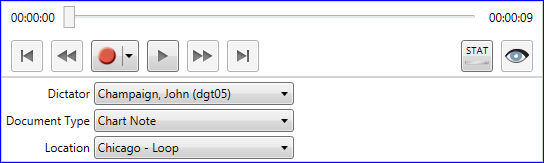 00:00:00 00:00:09
STAT
Dictator Champaign, John (dgt05)
Document Type Chart Note
Location Chicago - Loop